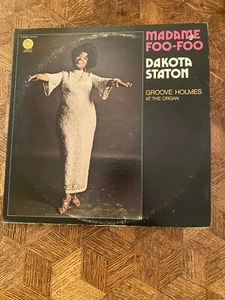 MADAME
FOO-FOO
DAKOTA
STATON
GROOVE HOLMES
AT THE ORGAN